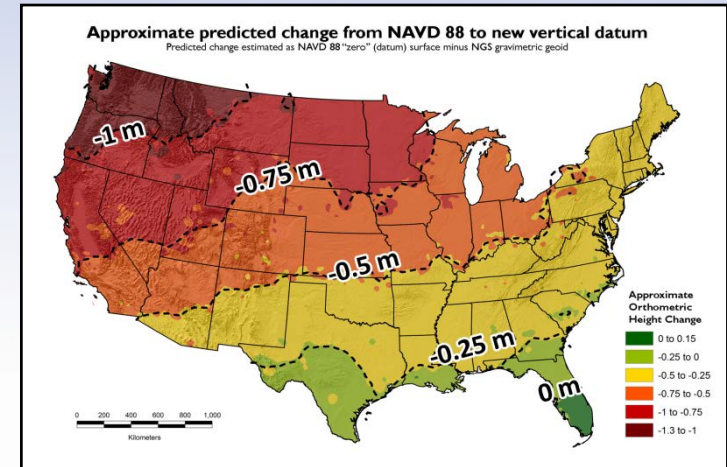 Approximate predicted change from NAVD 88 to new vertical datum
Predicted change estimated as NAVD 88 “zero” (datum) surface minus NGS gravimetric geoid
-1 m
-0.75 m
-0.5 m
-0.25 m
0 m
Approximate
Orthometric
Height Change
0 to 0.15
-0.25 to 0
-0.5 to -0.25
-0.75 to -0.5
-1 to -0.75
-1.3 to -1
0 200 400 600 800 1,000
Kilometers